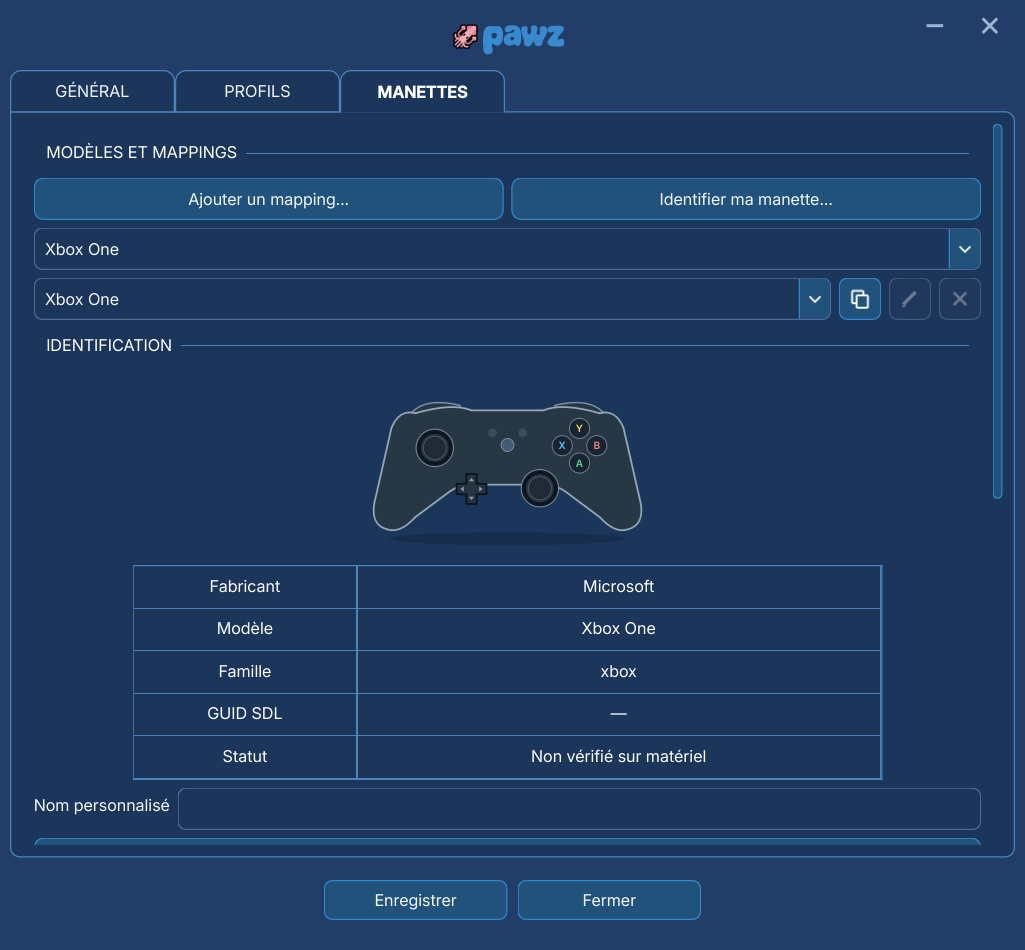 pawz
GÉNÉRAL
PROFILS
MANETTES
MODÈLES ET MAPPINGS
Ajouter un mapping...
Identifier ma manette...
Xbox One
Xbox One
IDENTIFICATION
Y
X
B
A
Fabricant
Microsoft
Modèle
Xbox One
Famille
xbox
GUID SDL
—
Statut
Non vérifié sur matériel
Nom personnalisé
Enregistrer
Fermer